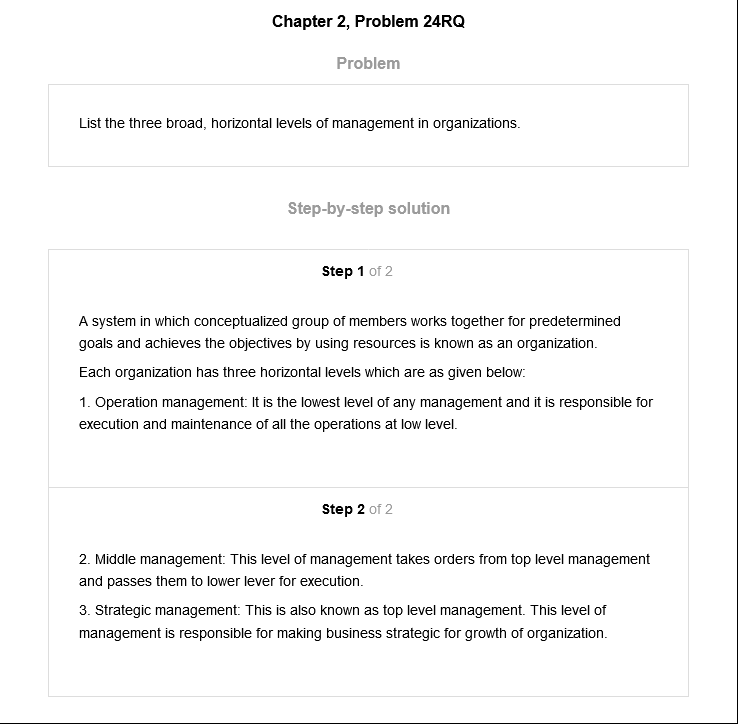 Chapter 2, Problem 24RQ
Problem
List the three broad, horizontal levels of management in organizations.
Step-by-step solution
Step 1 of 2
A system in which conceptualized group of members works together for predetermined
goals and achieves the objectives by using resources is known as an organization.
Each organization has three horizontal levels which are as given below:
1. Operation management: It is the lowest level of any management and it is responsible for
execution and maintenance of all the operations at low level.
Step 2 of 2
2. Middle management: This level of management takes orders from top level management
and passes them to lower lever for execution.
3. Strategic management: This is also known as top level management. This level of
management is responsible for making business strategic for growth of organization.